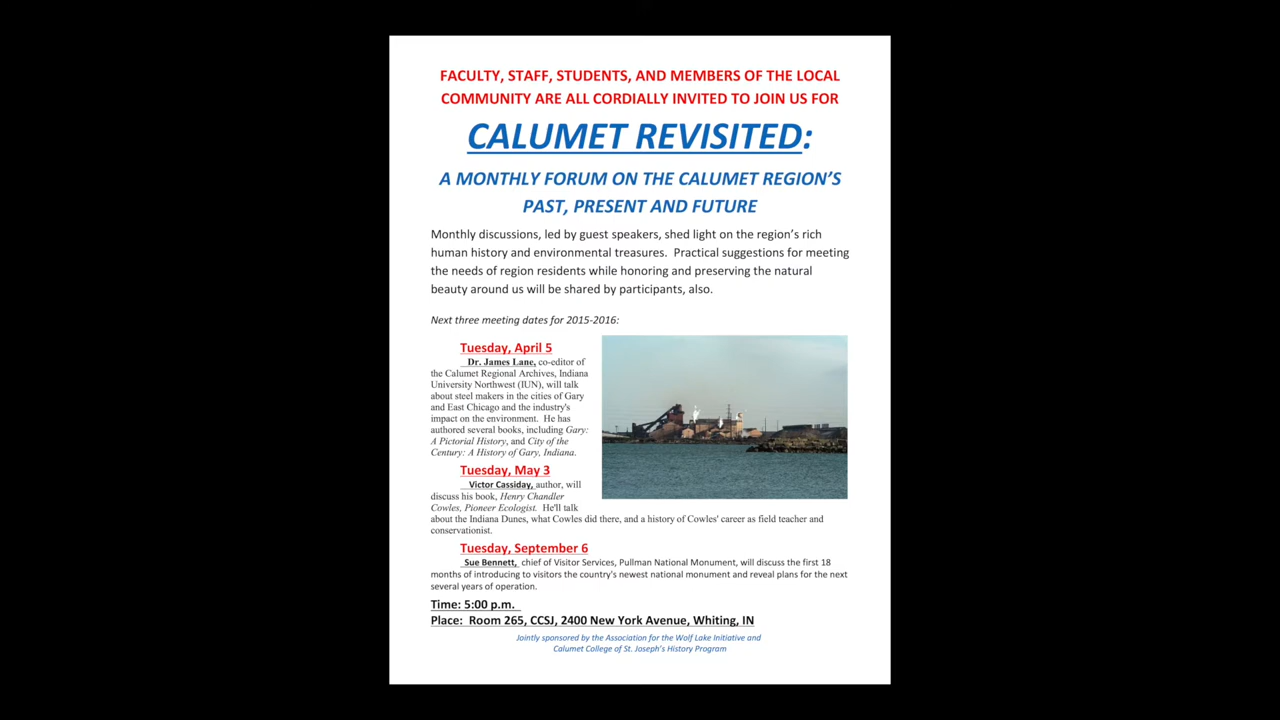 FACULTY, STAFF, STUDENTS, AND MEMBERS OF THE LOCAL
COMMUNITY ARE ALL CORDIALLY INVITED TO JOIN US FOR
CALUMET REVISITED:
A MONTHLY FORUM ON THE CALUMET REGION'S
PAST, PRESENT AND FUTURE
Monthly discussions, led by guest speakers, shed light on the region's rich
human history and environmental treasures.  Practical suggestions for meeting
the needs of region residents while honoring and preserving the natural
beauty around us will be shared by participants, also.
Next three meeting dates for 2015-2016:
Tuesday, April 5
Dr. James Lane, co-editor of
the Calumet Regional Archives, Indiana
University Northwest (IUN), will talk
about steel makers in the cities of Gary
and East Chicago and the industry's
impact on the environment.  He has
authored several books, including Gary:
A Pictorial History, and City of the
Century: A History of Gary, Indiana.
Tuesday, May 3
Victor Cassiday, author, will
discuss his book, Henry Chandler
Cowles, Pioneer Ecologist.  He'll talk
about the Indiana Dunes, what Cowles did there, and a history of Cowles' career as field teacher and
conservationist.
Tuesday, September 6
Sue Bennett,  chief of Visitor Services, Pullman National Monument, will discuss the first 18
months of introducing to visitors the country's newest national monument and reveal plans for the next
several years of operation.
Time: 5:00 p.m.
Place:  Room 265, CCSJ, 2400 New York Avenue, Whiting, IN
Jointly sponsored by the Association for the Wolf Lake Initiative and
Calumet College of St. Joseph's History Program